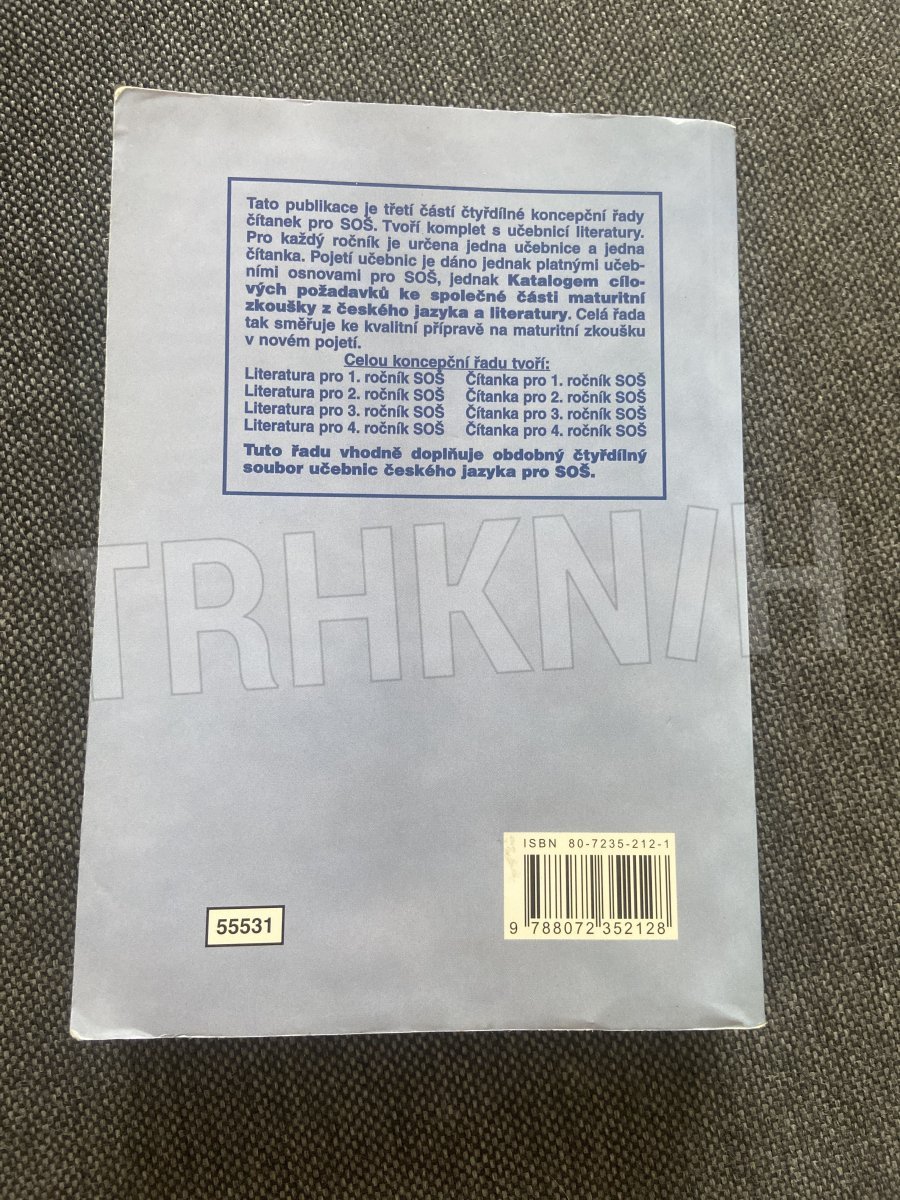 Tato publikace je třetí částí čtyřdílné koncepční řady
čítanek pro SOŠ. Tvoří komplet s učebnicí literatury.
Pro každý ročník je určena jedna učebnice a jedna
čítanka. Pojetí učebnic je dáno jednak platnými učeb-
ními osnovami pro SOŠ, jednak Katalogem cílo-
vých požadavků ke společné části maturitní
zkoušky z českého jazyka a literatury. Celá řada
tak směřuje ke kvalitní přípravě na maturitní zkoušku
v novém pojetí.
Celou koncepční řadu tvoří:
Literatura pro 1. ročník SOŠ Čítanka pro 1. ročník SOŠ
Literatura pro 2. ročník SOŠ Čítanka pro 2. ročník SOŠ
Literatura pro 3. ročník SOŠ Čítanka pro 3. ročník SOŠ
Literatura pro 4. ročník SOŠ Čítanka pro 4. ročník SOŠ
Tuto řadu vhodně doplňuje obdobný čtyřdílný
soubor učebnic českého jazyka pro SOŠ.
TRHKNIH
ISBN 80-7235-212-1
9 788072 352128
55531